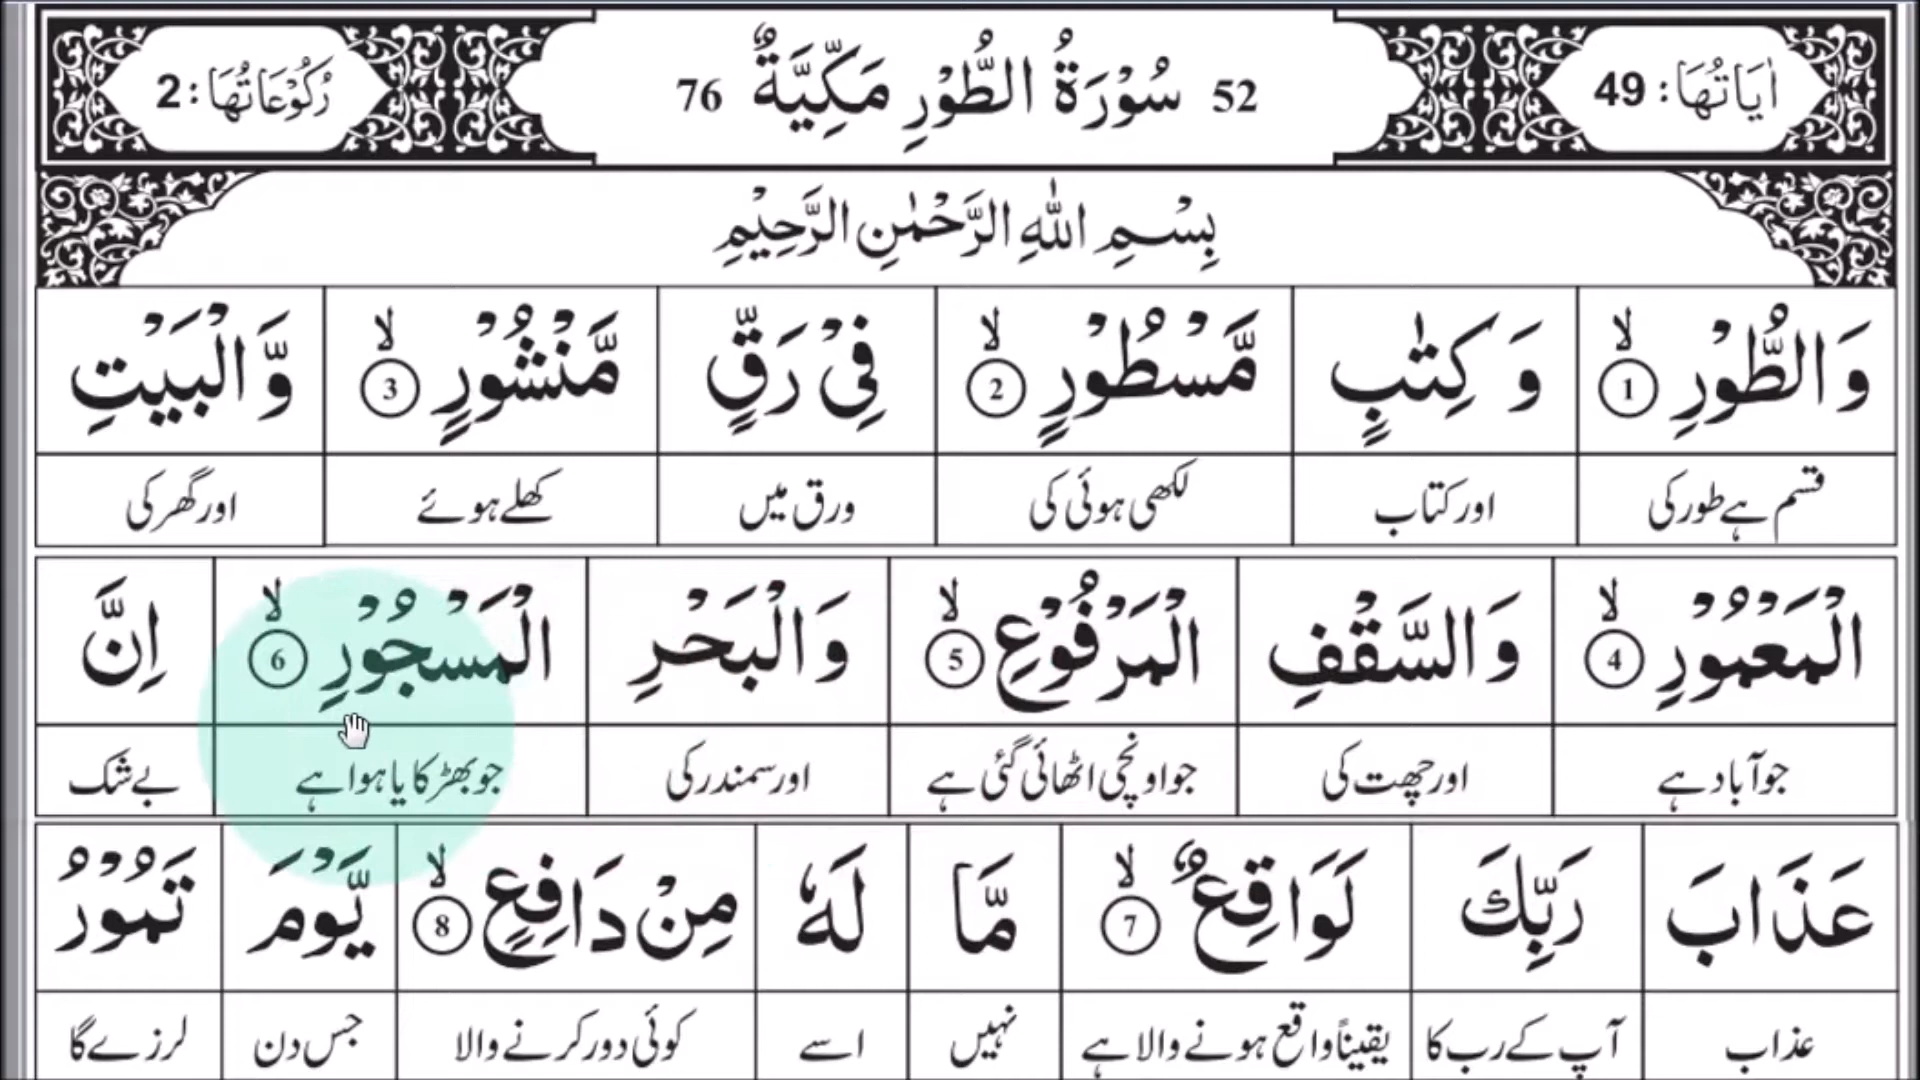 اٰيَاتُهَا: 49 52 سُوْرَةُ الطُّوْرِ مَكِّيَّةٌ 76 رُكُوْعَاتُهَا: 2
بِسْمِ اللّٰهِ الرَّحْمٰنِ الرَّحِيْمِ
وَالطُّوْرِ ۙ 1 وَ كِتٰبٍ مَّسْطُوْرٍ ۙ 2 فِيْ رَقٍّ مَّنْشُوْرٍ ۙ 3 وَّالْبَيْتِ
قسم ہے طور کی اور کتاب لکھی ہوئی کی ورق میں کھلے ہوئے اور گھر کی
الْمَعْمُوْرِ ۙ 4 وَالسَّقْفِ الْمَرْفُوْعِ ۙ 5 وَالْبَحْرِ الْمَسْجُوْرِ ۙ 6 اِنَّ
جو آباد ہے اور چھت کی جو اونچی اٹھائی گئی ہے اور سمندر کی جو بھڑکایا ہوا ہے بے شک
عَذَابَ رَبِّكَ لَوَاقِعٌ ۙ 7 مَّا لَهٗ مِنْ دَافِعٍ ۙ 8 يَّوْمَ تَمُوْرُ
عذاب آپ کے رب کا یقیناً واقع ہونے والا ہے نہیں اسے کوئی دور کرنے والا جس دن لرزے گا